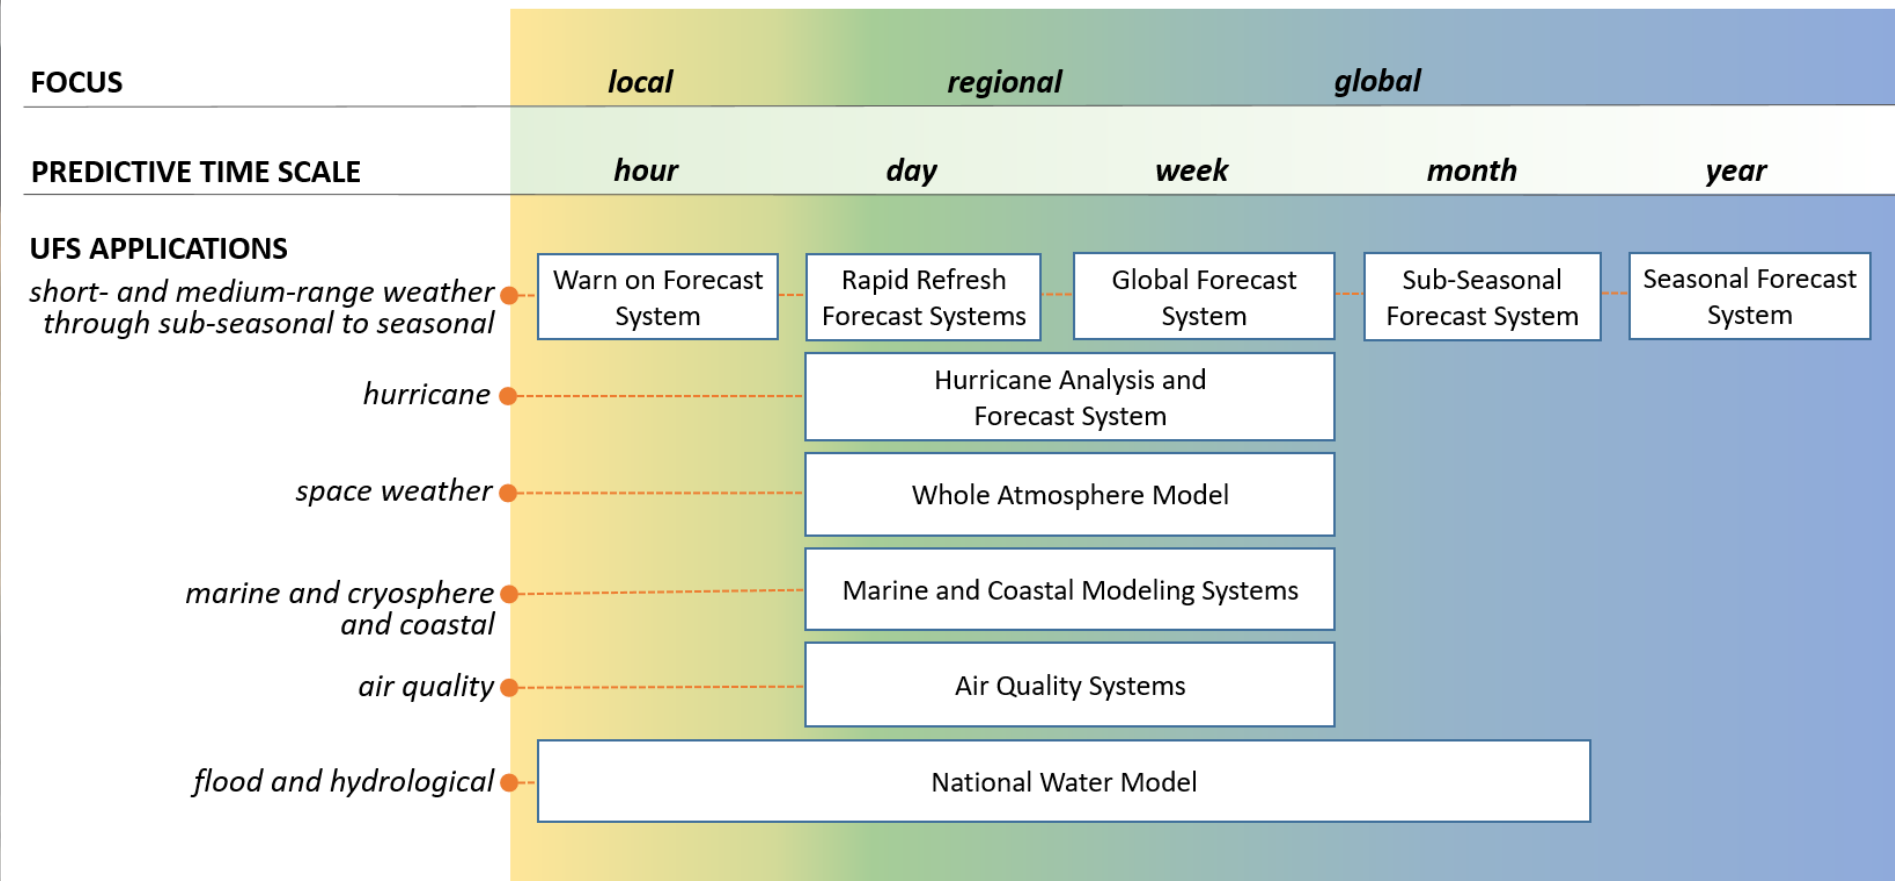 FOCUS local regional global
PREDICTIVE TIME SCALE hour day week month year
UFS APPLICATIONS
short- and medium-range weather
through sub-seasonal to seasonal
Warn on Forecast
System
Rapid Refresh
Forecast Systems
Global Forecast
System
Sub-Seasonal
Forecast System
Seasonal Forecast
System
hurricane
Hurricane Analysis and
Forecast System
space weather
Whole Atmosphere Model
marine and cryosphere
and coastal
Marine and Coastal Modeling Systems
air quality
Air Quality Systems
flood and hydrological
National Water Model